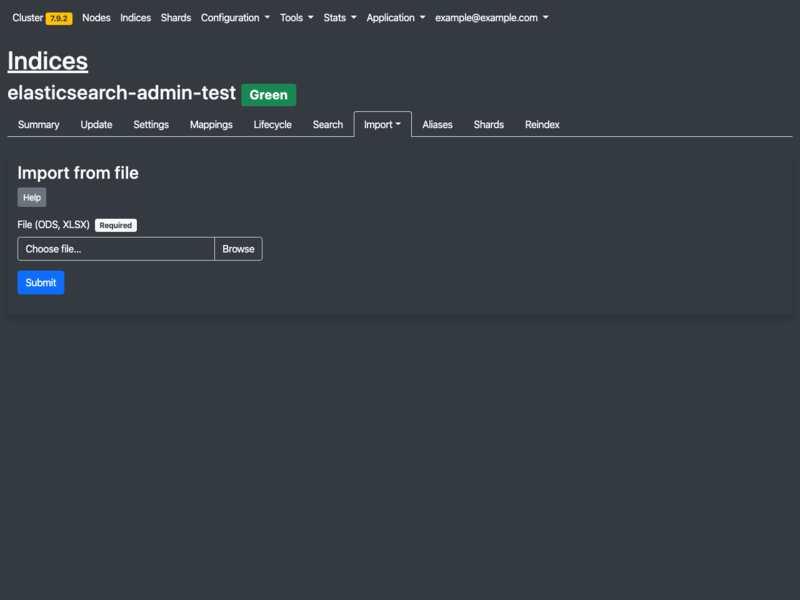 Cluster 7.9.2 Nodes Indices Shards Configuration Tools Stats Application example@example.com
Indices
elasticsearch-admin-test Green
Summary Update Settings Mappings Lifecycle Search Import Aliases Shards Reindex
Import from file
Help
File (ODS, XLSX) Required
Choose file... Browse
Submit